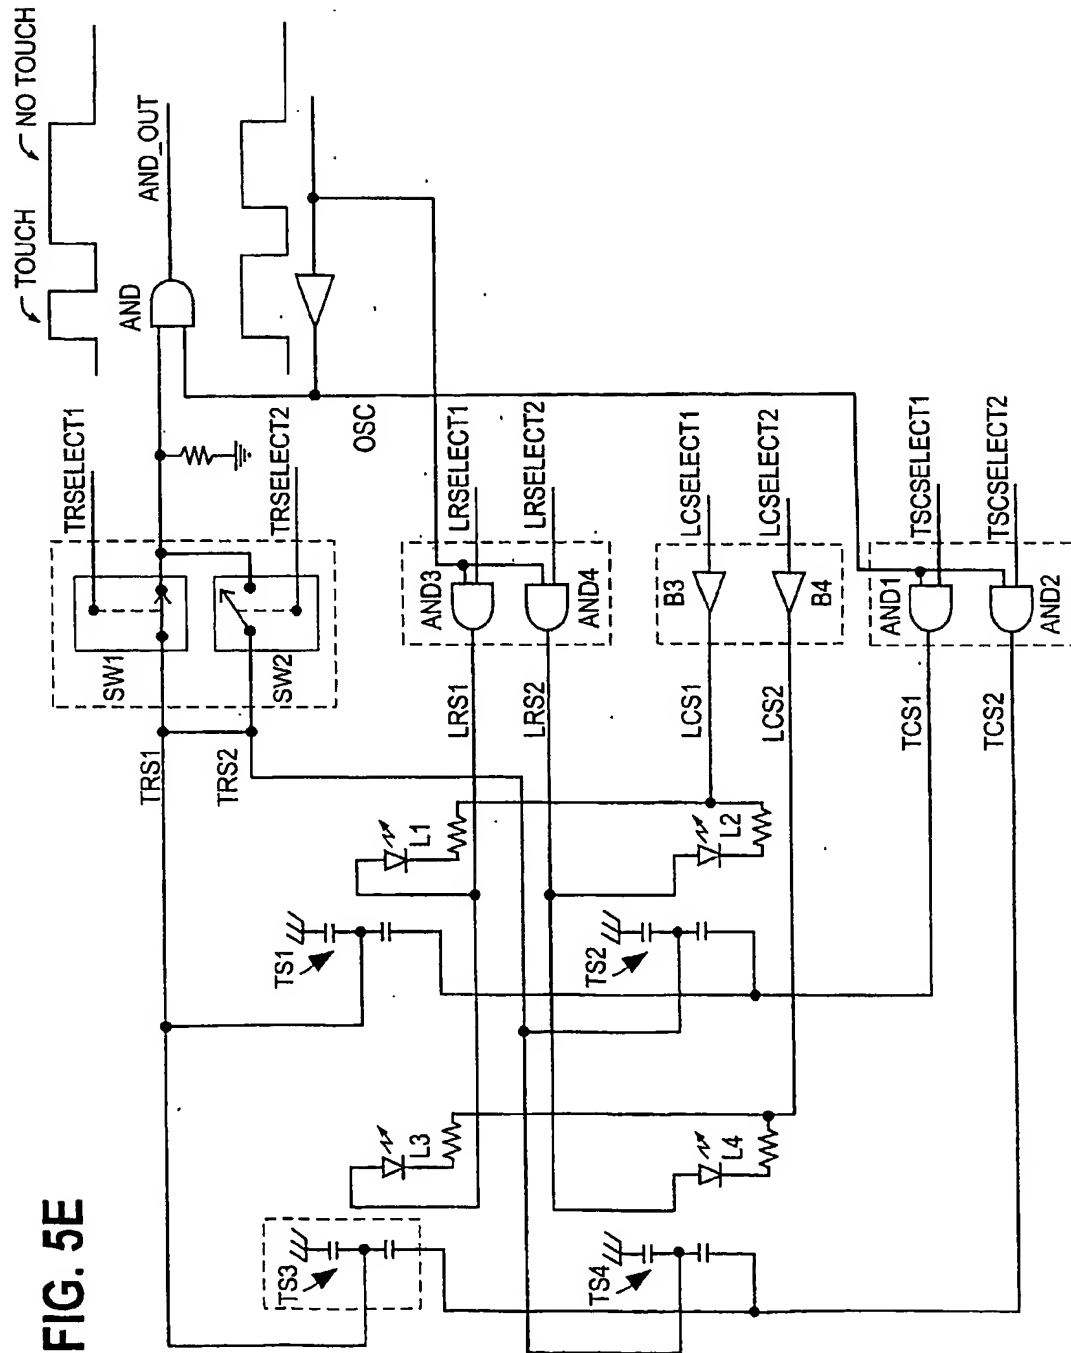 FIG. 5E
TOUCH
NO TOUCH
AND
AND_OUT
TRSELECT1
TRSELECT2
SW1
SW2
TRS1
TRS2
OSC
LRSELECT1
LRSELECT2
AND3
AND4
LRS1
LRS2
LCSELECT1
LCSELECT2
B3
B4
LCS1
LCS2
TSCSELECT1
TSCSELECT2
AND1
AND2
TCS1
TCS2
L1
L2
TS1
TS2
L3
L4
TS3
TS4